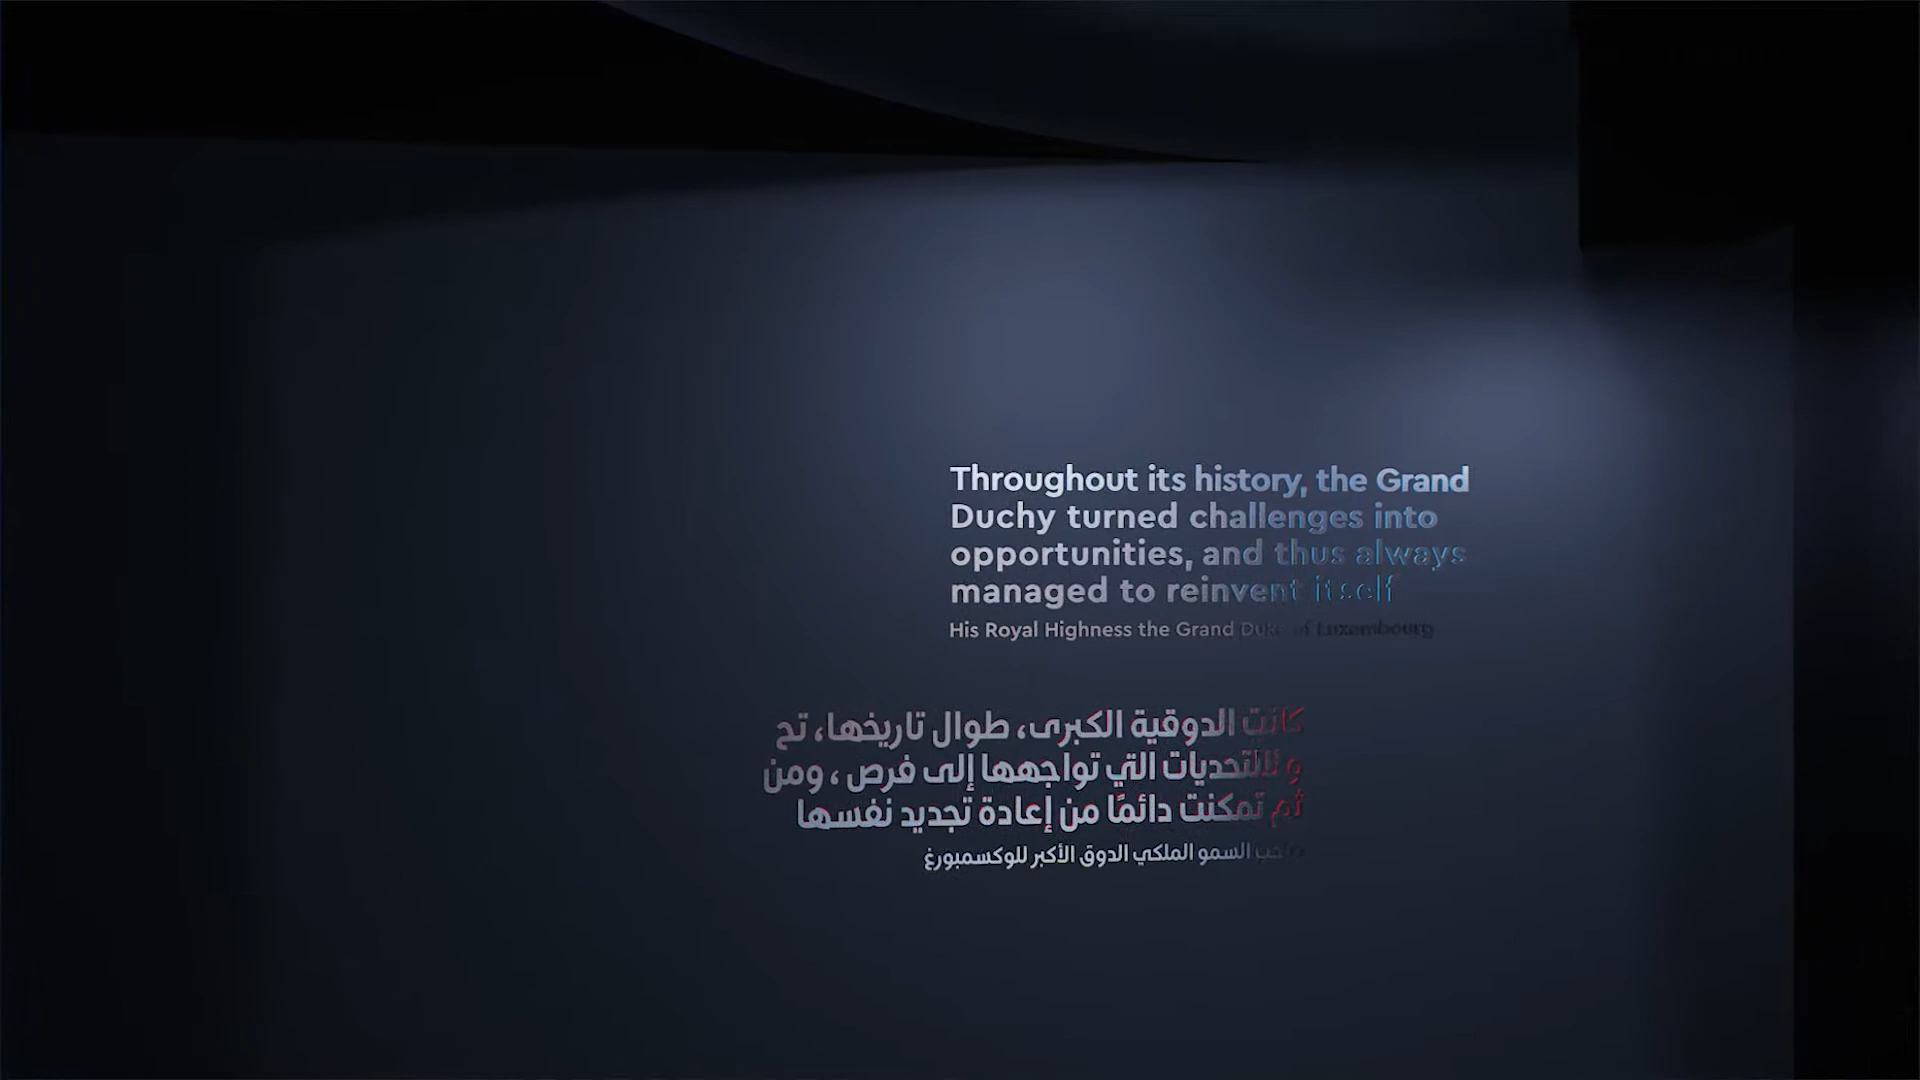 Throughout its history, the Grand
Duchy turned challenges into
opportunities, and thus always
managed to reinvent itself
His Royal Highness the Grand Duke of Luxembourg
كانت الدوقية الكبرى، طوال تاريخها، تح
و للتحديات التي تواجهها إلى فرص ، ومن
ثم تمكنت دائمًا من إعادة تجديد نفسها
السمو الملكي الدوق الأكبر للوكسمبورغ